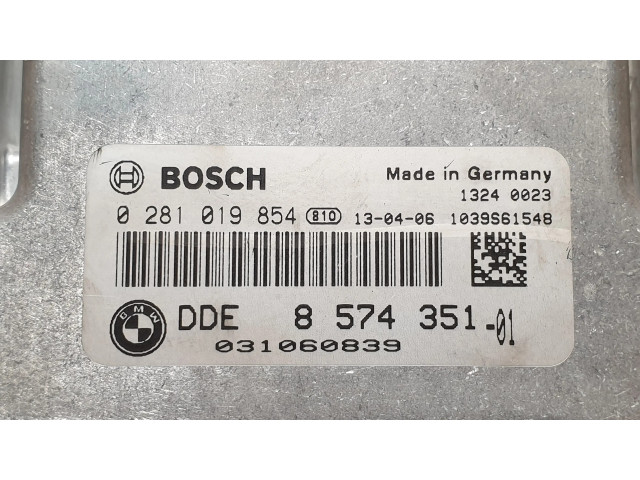 BOSCH Made in Germany
1324 0023
0 281 019 854 810 13-04-06 1039S61548
BMW DDE 8 574 351-01
031060839